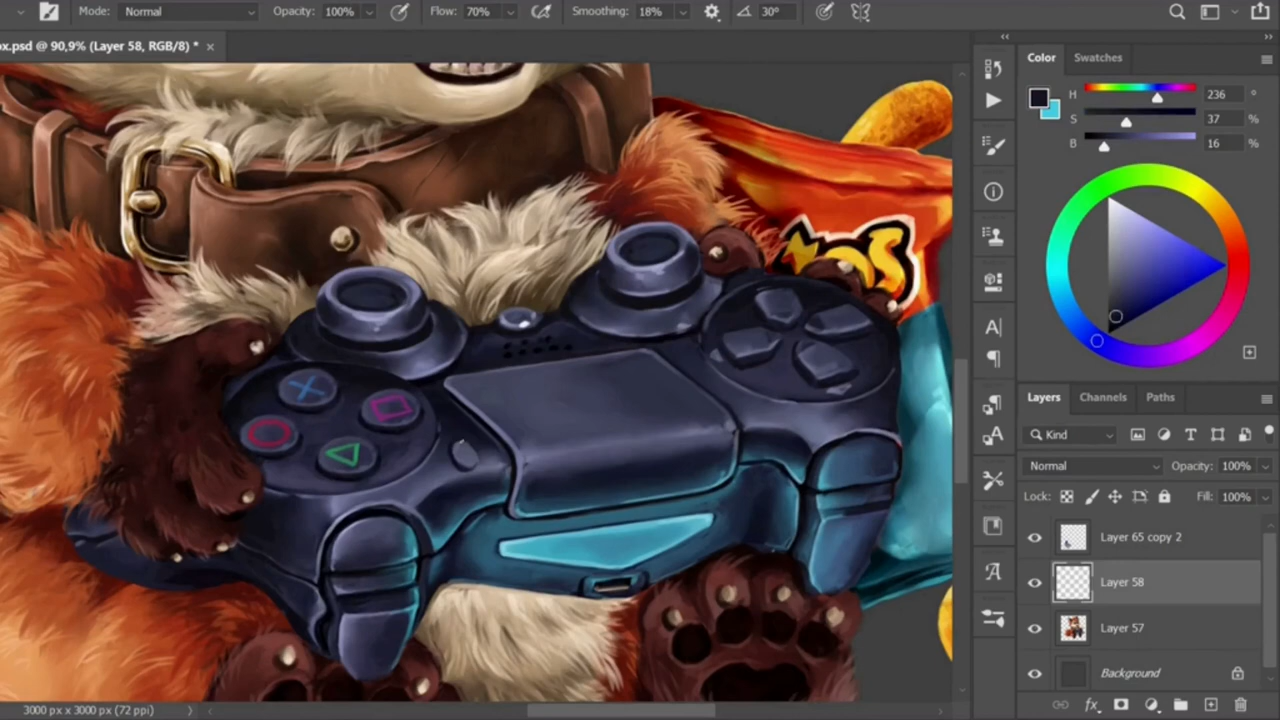 Mode: Normal Opacity: 100% Flow: 70% Smoothing: 18% 30°
ox.psd @ 90,9% (Layer 58, RGB/8) * ×
Color Swatches
H 236 °
S 37 %
B 16 %
Layers Channels Paths
Kind
Normal Opacity: 100%
Lock: Fill: 100%
Layer 65 copy 2
Layer 58
Layer 57
Background
3000 px x 3000 px (72 ppi)